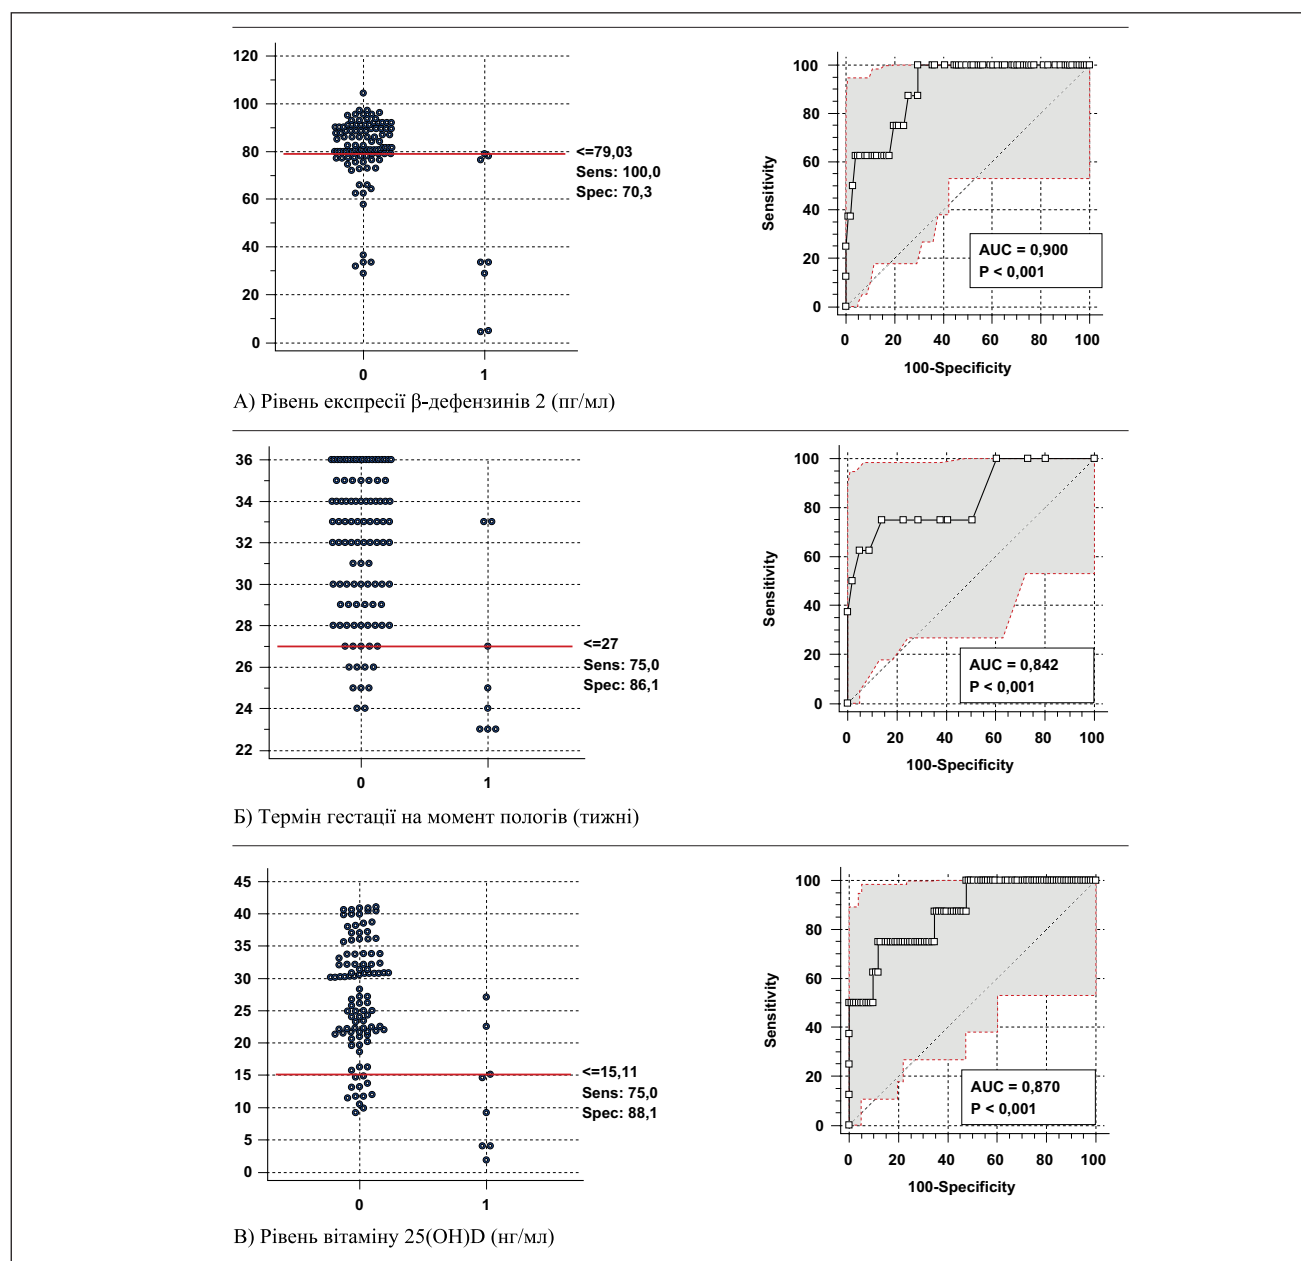 120
100
80
60
40
20
0
0 1
<=79,03
Sens: 100,0
Spec: 70,3
Sensitivity
100
80
60
40
20
0
0 20 40 60 80 100
100-Specificity
AUC = 0,900
P < 0,001
А) Рівень експресії β-дефензинів 2 (пг/мл)
36
34
32
30
28
26
24
22
0 1
<=27
Sens: 75,0
Spec: 86,1
Sensitivity
100
80
60
40
20
0
0 20 40 60 80 100
100-Specificity
AUC = 0,842
P < 0,001
Б) Термін гестації на момент пологів (тижні)
45
40
35
30
25
20
15
10
5
0
0 1
<=15,11
Sens: 75,0
Spec: 88,1
Sensitivity
100
80
60
40
20
0
0 20 40 60 80 100
100-Specificity
AUC = 0,870
P < 0,001
В) Рівень вітаміну 25(OH)D (нг/мл)